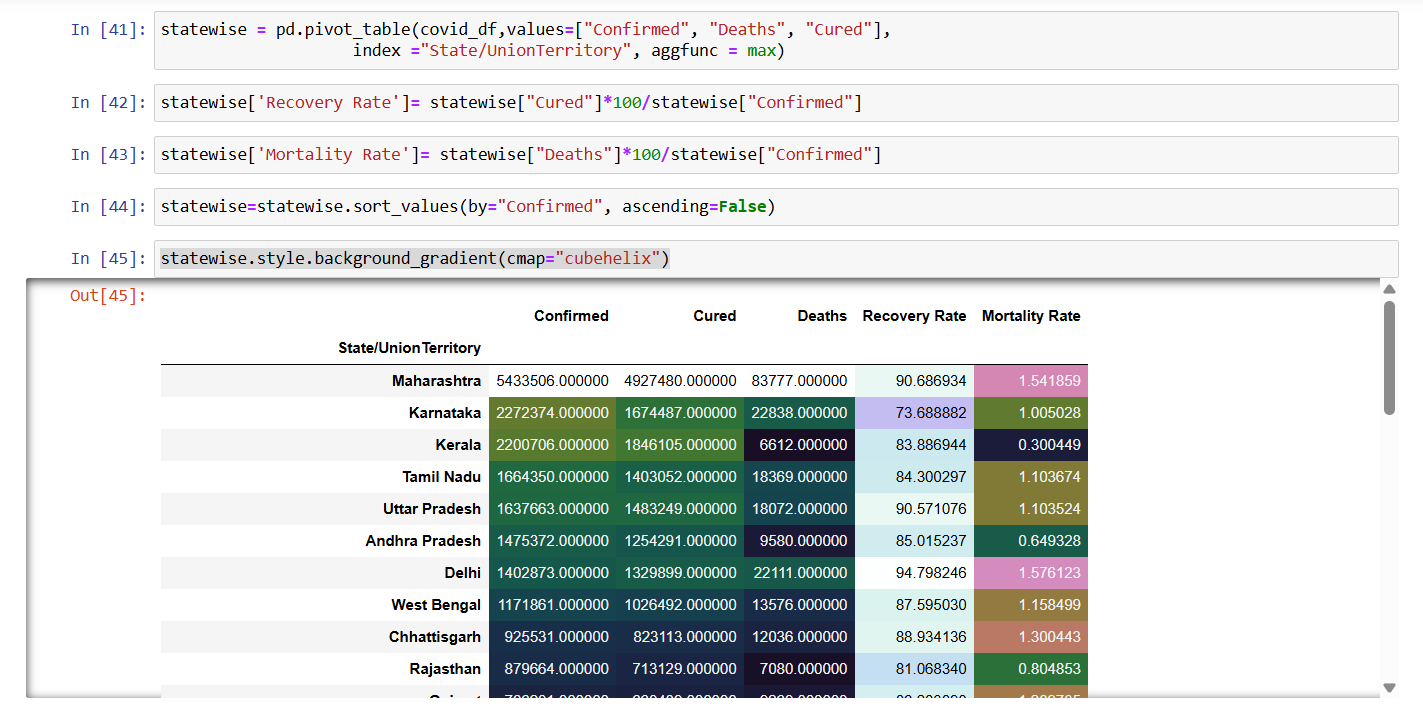 In [41]: statewise = pd.pivot_table(covid_df,values=["Confirmed", "Deaths", "Cured"],
index ="State/UnionTerritory", aggfunc = max)
In [42]: statewise['Recovery Rate']= statewise["Cured"]*100/statewise["Confirmed"]
In [43]: statewise['Mortality Rate']= statewise["Deaths"]*100/statewise["Confirmed"]
In [44]: statewise=statewise.sort_values(by="Confirmed", ascending=False)
In [45]: statewise.style.background_gradient(cmap="cubehelix")
Out[45]:
Confirmed Cured Deaths Recovery Rate Mortality Rate
State/UnionTerritory
Maharashtra 5433506.000000 4927480.000000 83777.000000 90.686934 1.541859
Karnataka 2272374.000000 1674487.000000 22838.000000 73.688882 1.005028
Kerala 2200706.000000 1846105.000000 6612.000000 83.886944 0.300449
Tamil Nadu 1664350.000000 1403052.000000 18369.000000 84.300297 1.103674
Uttar Pradesh 1637663.000000 1483249.000000 18072.000000 90.571076 1.103524
Andhra Pradesh 1475372.000000 1254291.000000 9580.000000 85.015237 0.649328
Delhi 1402873.000000 1329899.000000 22111.000000 94.798246 1.576123
West Bengal 1171861.000000 1026492.000000 13576.000000 87.595030 1.158499
Chhattisgarh 925531.000000 823113.000000 12036.000000 88.934136 1.300443
Rajasthan 879664.000000 713129.000000 7080.000000 81.068340 0.804853